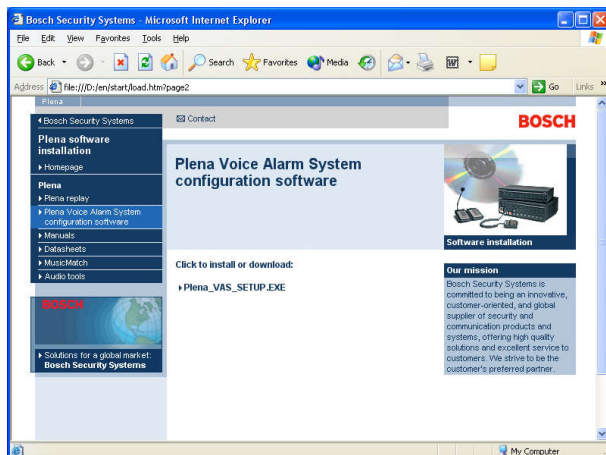 Bosch Security Systems - Microsoft Internet Explorer
File Edit View Favorites Tools Help
Back Search Favorites Media
Address file:///D:/en/start/load.htm?page2 Go Links
Plena
Bosch Security Systems
Contact
BOSCH
Plena software
installation
Homepage
Plena
Plena replay
Plena Voice Alarm System
configuration software
Manuals
Datasheets
MusicMatch
Audio tools
BOSCH
Solutions for a global market:
Bosch Security Systems
Plena Voice Alarm System
configuration software
Click to install or download:
Plena_VAS_SETUP.EXE
Software installation
Our mission
Bosch Security Systems is
committed to being an innovative,
customer-oriented, and global
supplier of security and
communication products and
systems, offering high quality
solutions and excellent service to
customers. We strive to be the
customer's preferred partner.
My Computer